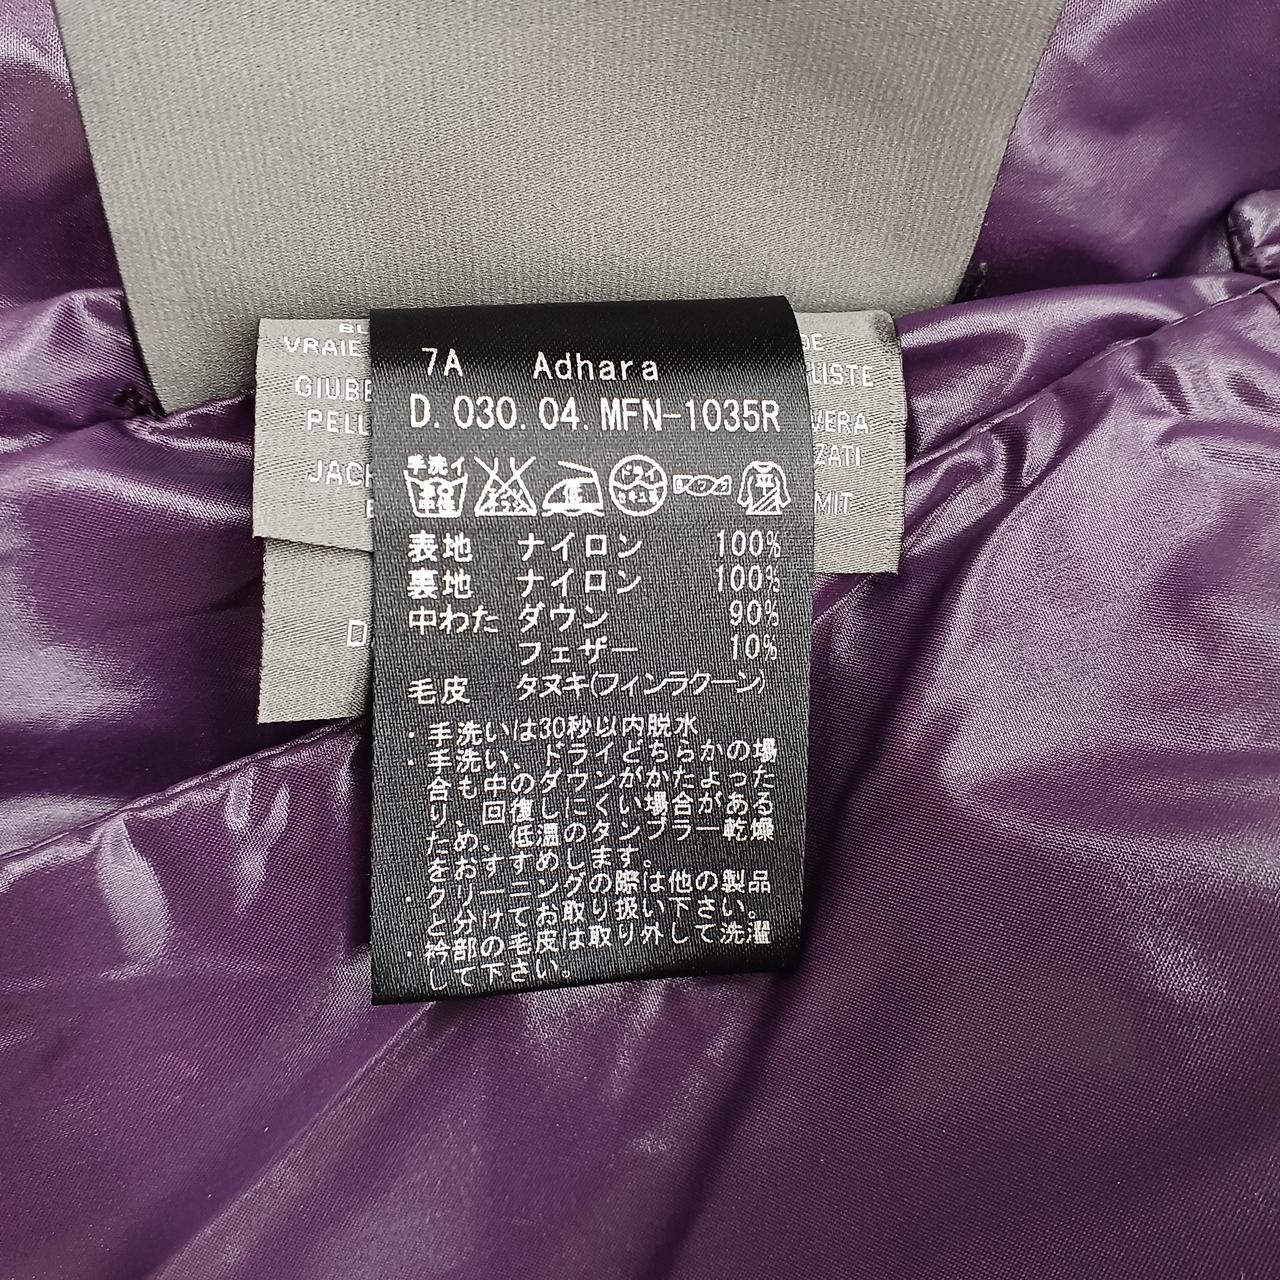 VRAIE
GIUBE
PELL
JACK
D
DE
LISTE
VERA
ZATI
MIT
7A Adhara
D.030.04.MFN-1035R
手洗イ
ドライ
表地 ナイロン 100%
裏地 ナイロン 100%
中わた ダウン 90%
フェザー 10%
毛皮 タヌキ(フィンラクーン)
・手洗いは30秒以内脱水
・手洗い、ドライどちらかの場
合も中のダウンがかたよった
り、回復しにくい場合がある
ため、低温のタンブラー乾燥
をおすすめします。
・クリーニングの際は他の製品
と分けてお取り扱い下さい。
・衿部の毛皮は取り外して洗濯
して下さい。